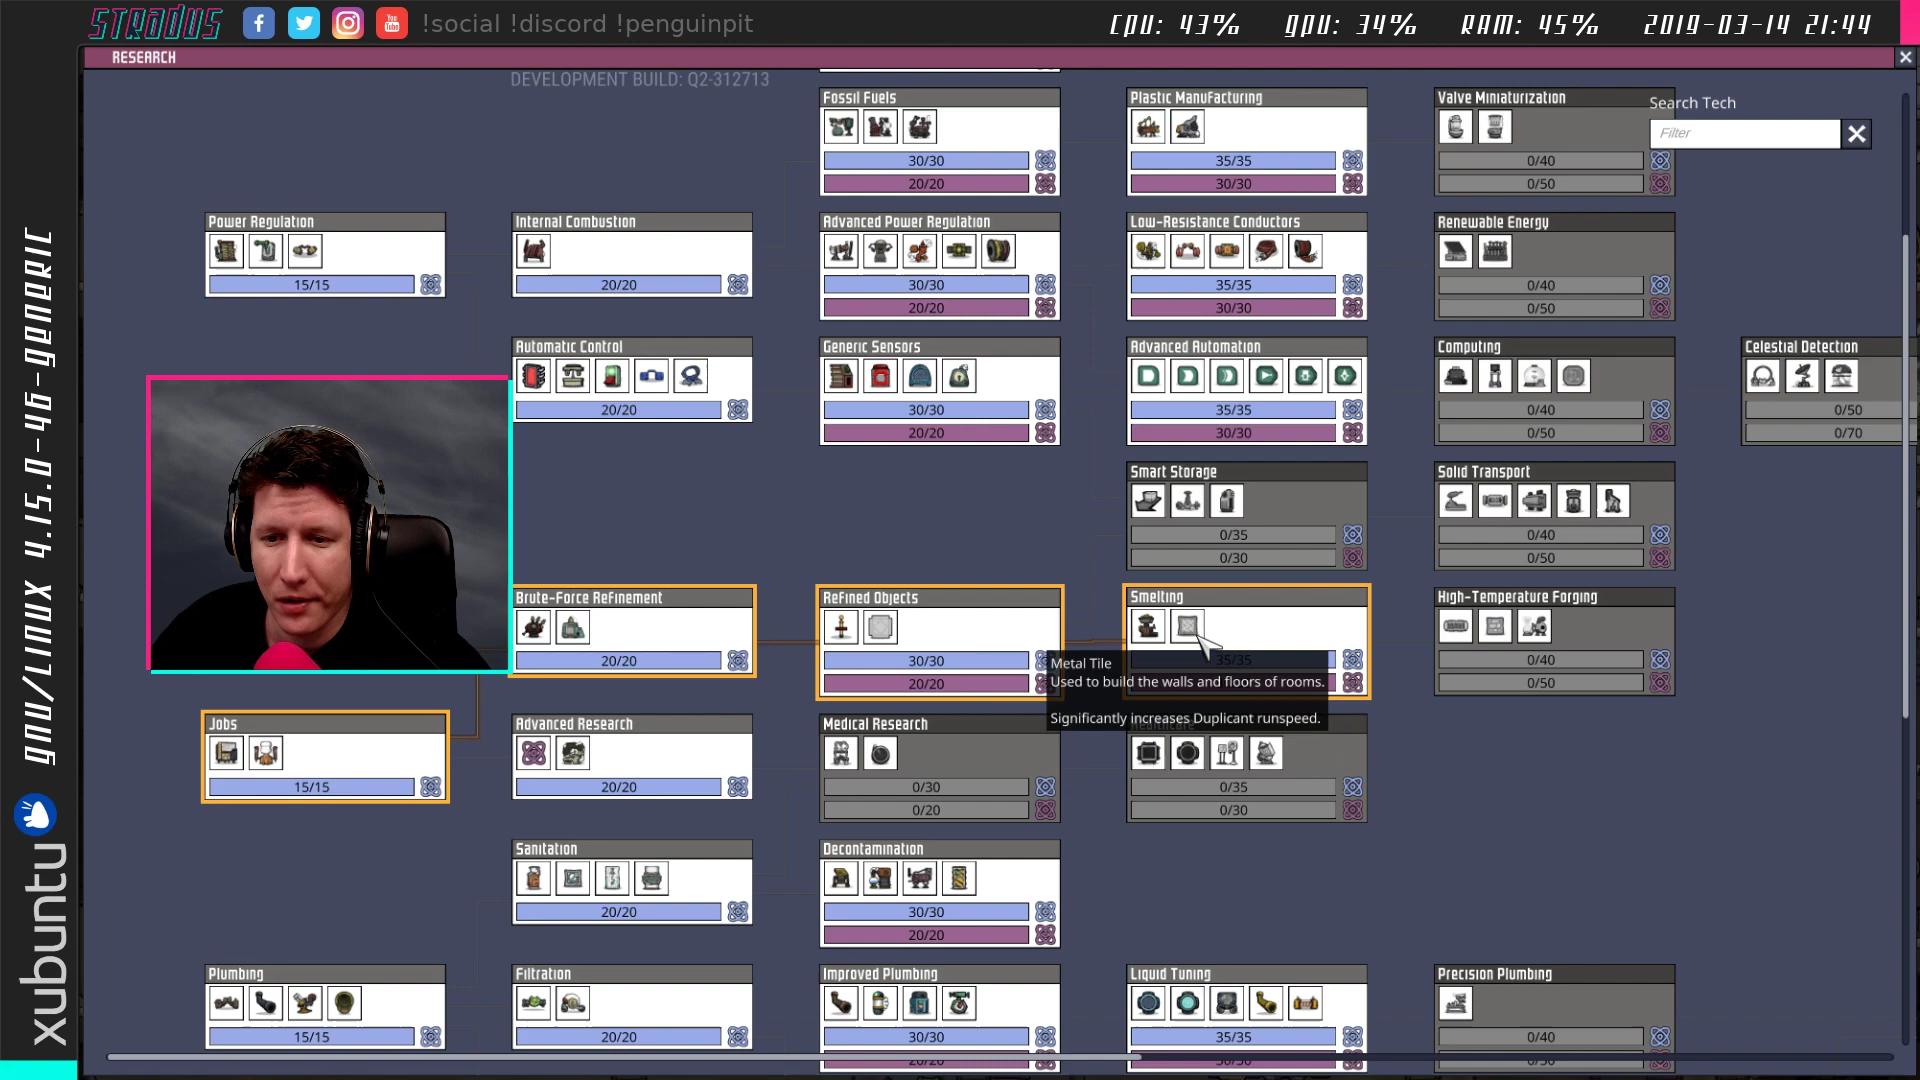 STRADUS
!social !discord !penguinpit
CPU: 43%
GPU: 34%
RAM: 45%
2019-03-14 21:44
RESEARCH
DEVELOPMENT BUILD: Q2-312713
Search Tech
Filter
Fossil Fuels
30/30
20/20
Plastic Manufacturing
35/35
30/30
Valve Miniaturization
0/40
0/50
Power Regulation
15/15
Internal Combustion
20/20
Advanced Power Regulation
30/30
20/20
Low-Resistance Conductors
35/35
30/30
Renewable Energy
0/40
0/50
Automatic Control
20/20
Generic Sensors
30/30
20/20
Advanced Automation
35/35
30/30
Computing
0/40
0/50
Celestial Detection
0/50
0/70
Smart Storage
0/35
0/30
Solid Transport
0/40
0/50
Brute-Force Refinement
20/20
Refined Objects
30/30
20/20
Smelting
35/35
High-Temperature Forging
0/40
0/50
Metal Tile
Used to build the walls and floors of rooms.
Significantly increases Duplicant runspeed.
Jobs
15/15
Advanced Research
20/20
Medical Research
0/30
0/20
Healthcare
0/35
0/30
Sanitation
20/20
Decontamination
30/30
20/20
Plumbing
15/15
Filtration
20/20
Improved Plumbing
30/30
20/20
Liquid Tuning
35/35
30/30
Precision Plumbing
0/40
0/50
xubuntu
GNU/LINUX 4.15.0-46-GENERIC